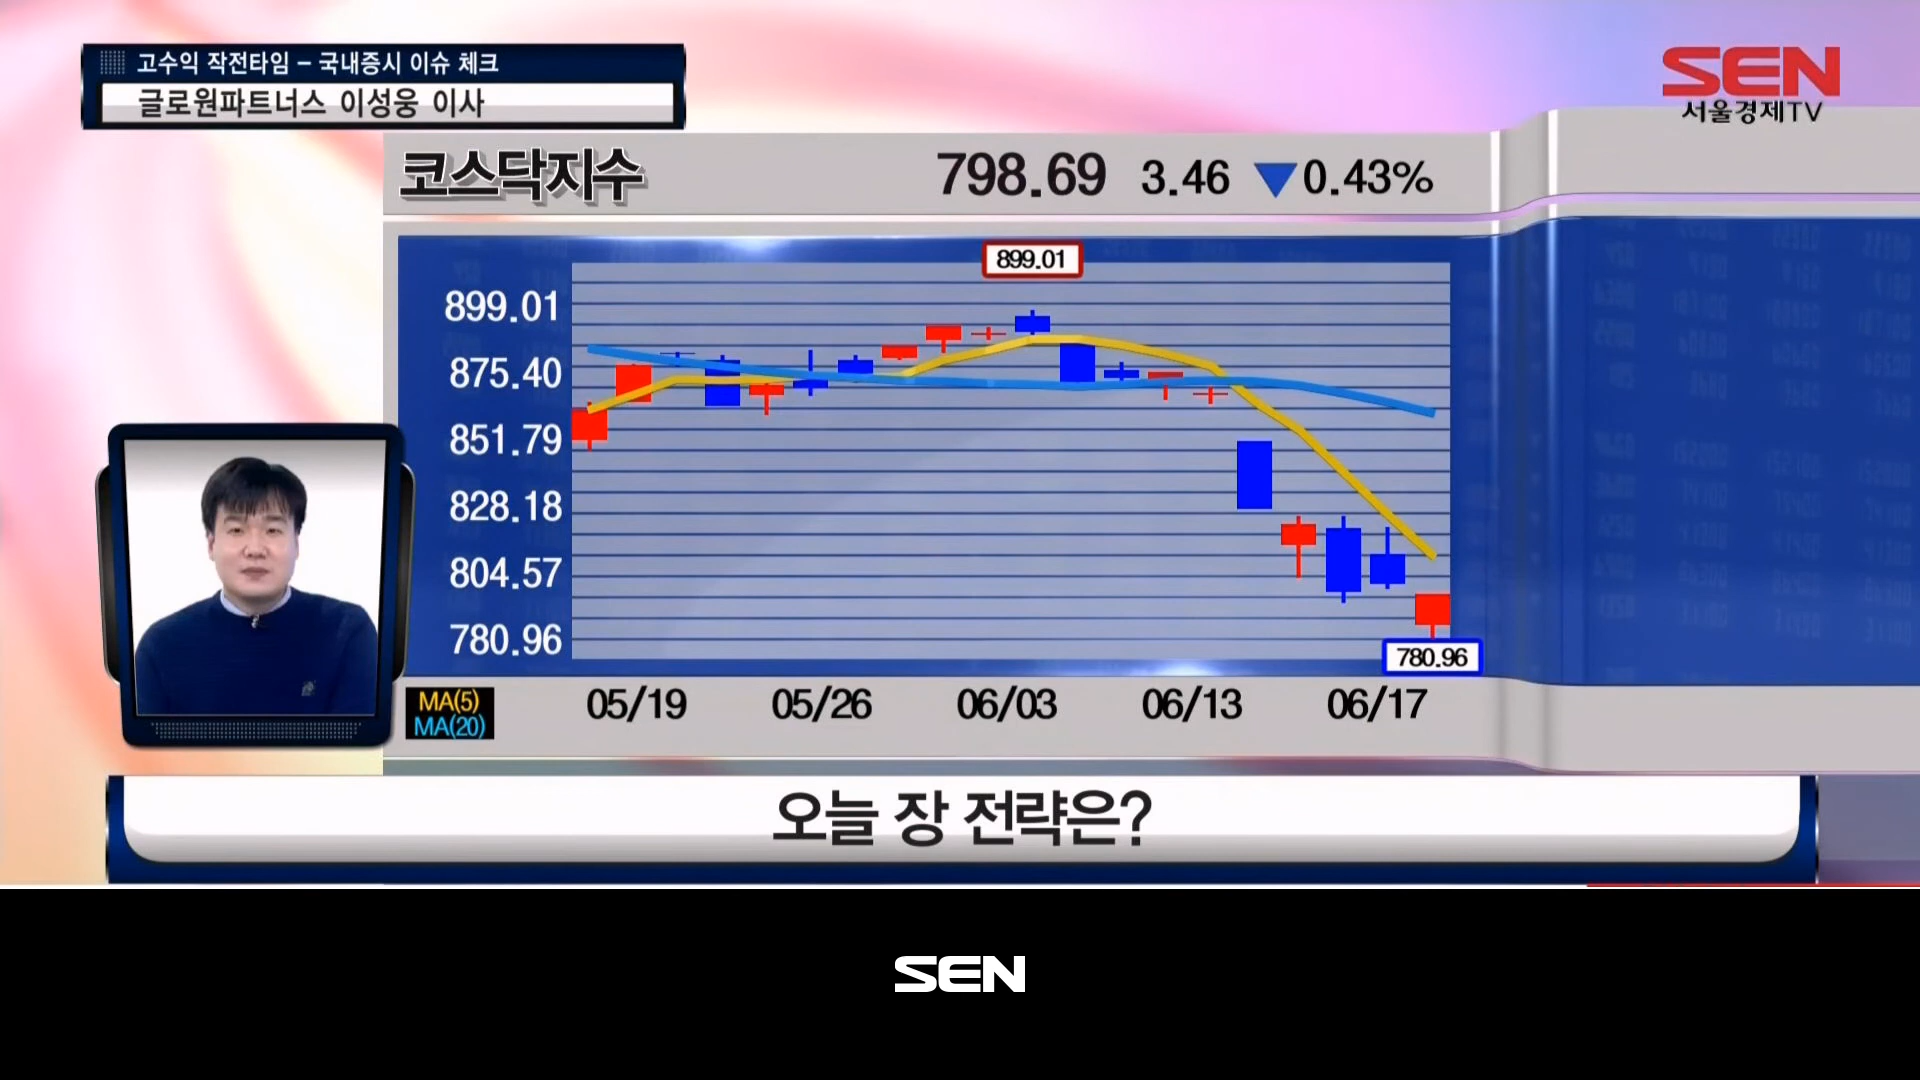 고수익 작전타임 – 국내증시 이슈 체크
글로원파트너스 이성웅 이사
SEN
서울경제TV
코스닥지수 798.69 3.46 ▼0.43%
899.01
899.01
875.40
851.79
828.18
804.57
780.96
780.96
MA(5)
MA(20)
05/19 05/26 06/03 06/13 06/17
오늘 장 전략은?
SEN